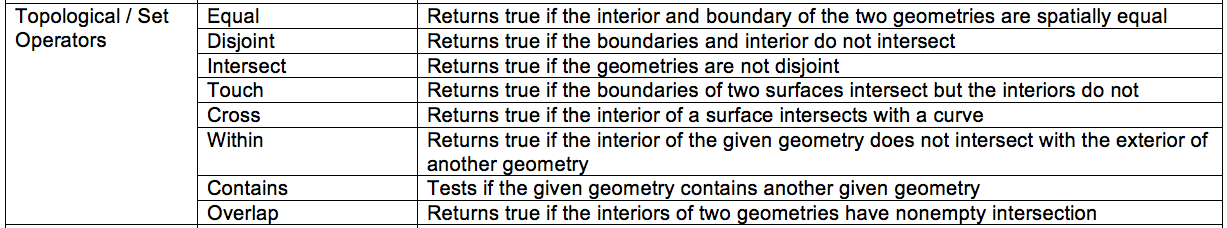 Topological / Set Operators
Equal
Returns true if the interior and boundary of the two geometries are spatially equal
Disjoint
Returns true if the boundaries and interior do not intersect
Intersect
Returns true if the geometries are not disjoint
Touch
Returns true if the boundaries of two surfaces intersect but the interiors do not
Cross
Returns true if the interior of a surface intersects with a curve
Within
Returns true if the interior of the given geometry does not intersect with the exterior of
another geometry
Contains
Tests if the given geometry contains another given geometry
Overlap
Returns true if the interiors of two geometries have nonempty intersection